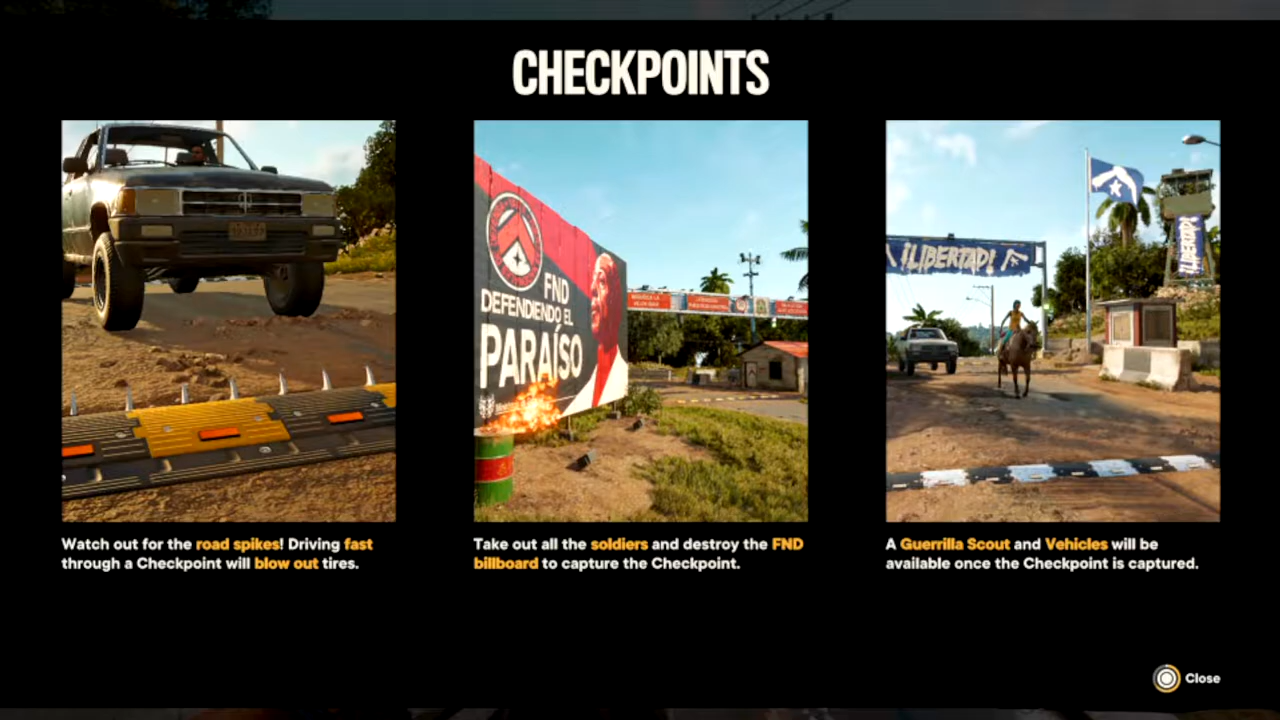 CHECKPOINTS
FND
DEFENDIENDO EL
PARAÍSO
¡LIBERTAD!
¡LIBERTAD!
Watch out for the road spikes! Driving fast
through a Checkpoint will blow out tires.
Take out all the soldiers and destroy the FND
billboard to capture the Checkpoint.
A Guerrilla Scout and Vehicles will be
available once the Checkpoint is captured.
Close